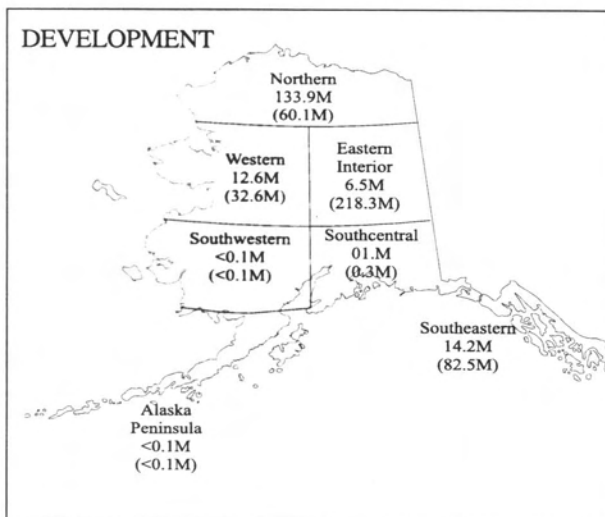 DEVELOPMENT
Northern
133.9M
(60.1M)
Western
12.6M
(32.6M)
Eastern
Interior
6.5M
(218.3M)
Southwestern
<0.1M
(<0.1M)
Southcentral
01.M
(0.3M)
Southeastern
14.2M
(82.5M)
Alaska
Peninsula
<0.1M
(<0.1M)